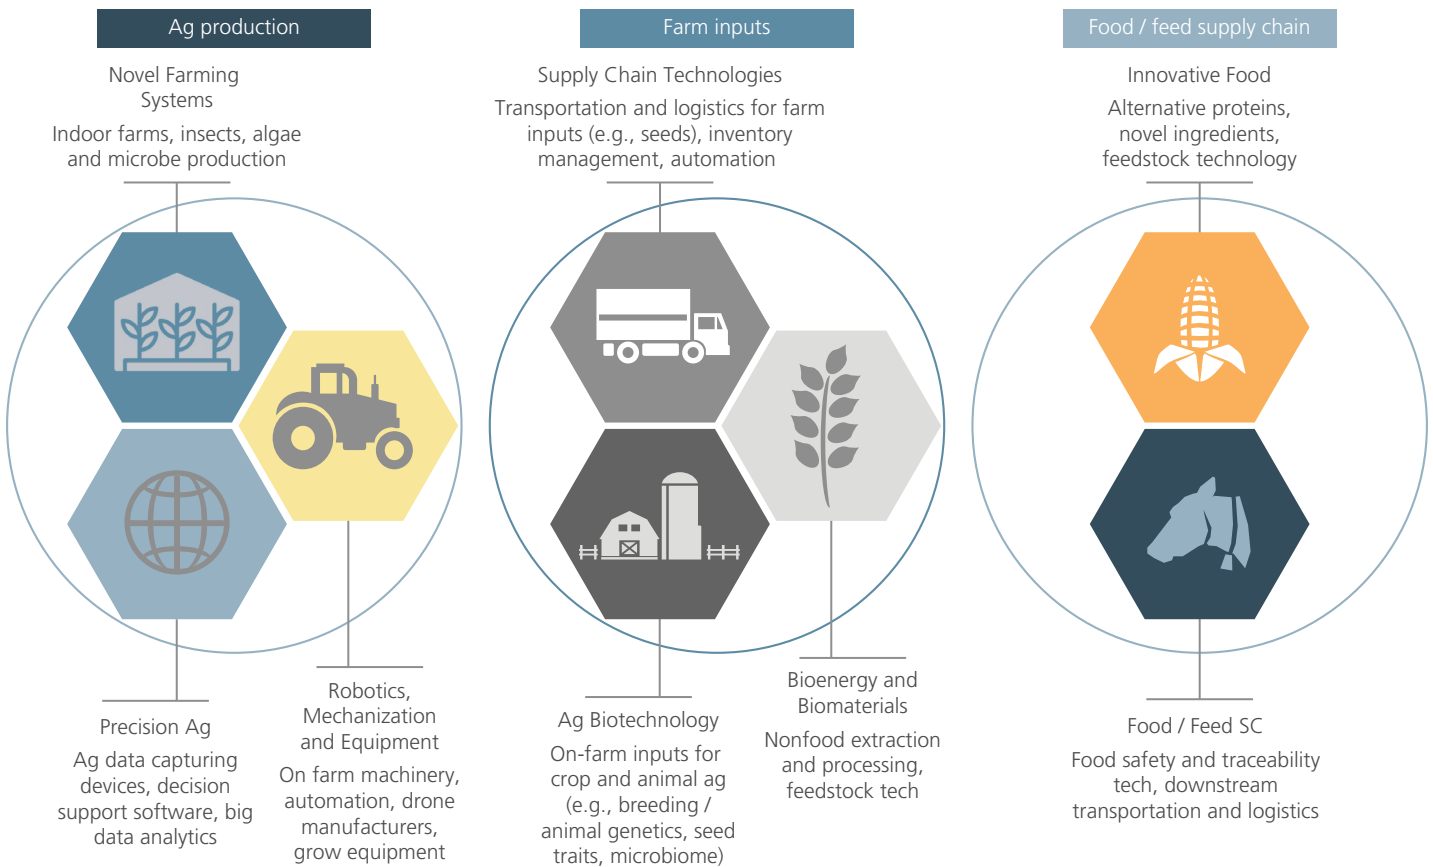 Ag production
Novel Farming
Systems
Indoor farms, insects, algae
and microbe production
Precision Ag
Ag data capturing
devices, decision
support software, big
data analytics
Robotics,
Mechanization
and Equipment
On farm machinery,
automation, drone
manufacturers,
grow equipment
Farm inputs
Supply Chain Technologies
Transportation and logistics for farm
inputs (e.g., seeds), inventory
management, automation
Ag Biotechnology
On-farm inputs for
crop and animal ag
(e.g., breeding /
animal genetics, seed
traits, microbiome)
Bioenergy and
Biomaterials
Nonfood extraction
and processing,
feedstock tech
Food / feed supply chain
Innovative Food
Alternative proteins,
novel ingredients,
feedstock technology
Food / Feed SC
Food safety and traceability
tech, downstream
transportation and logistics